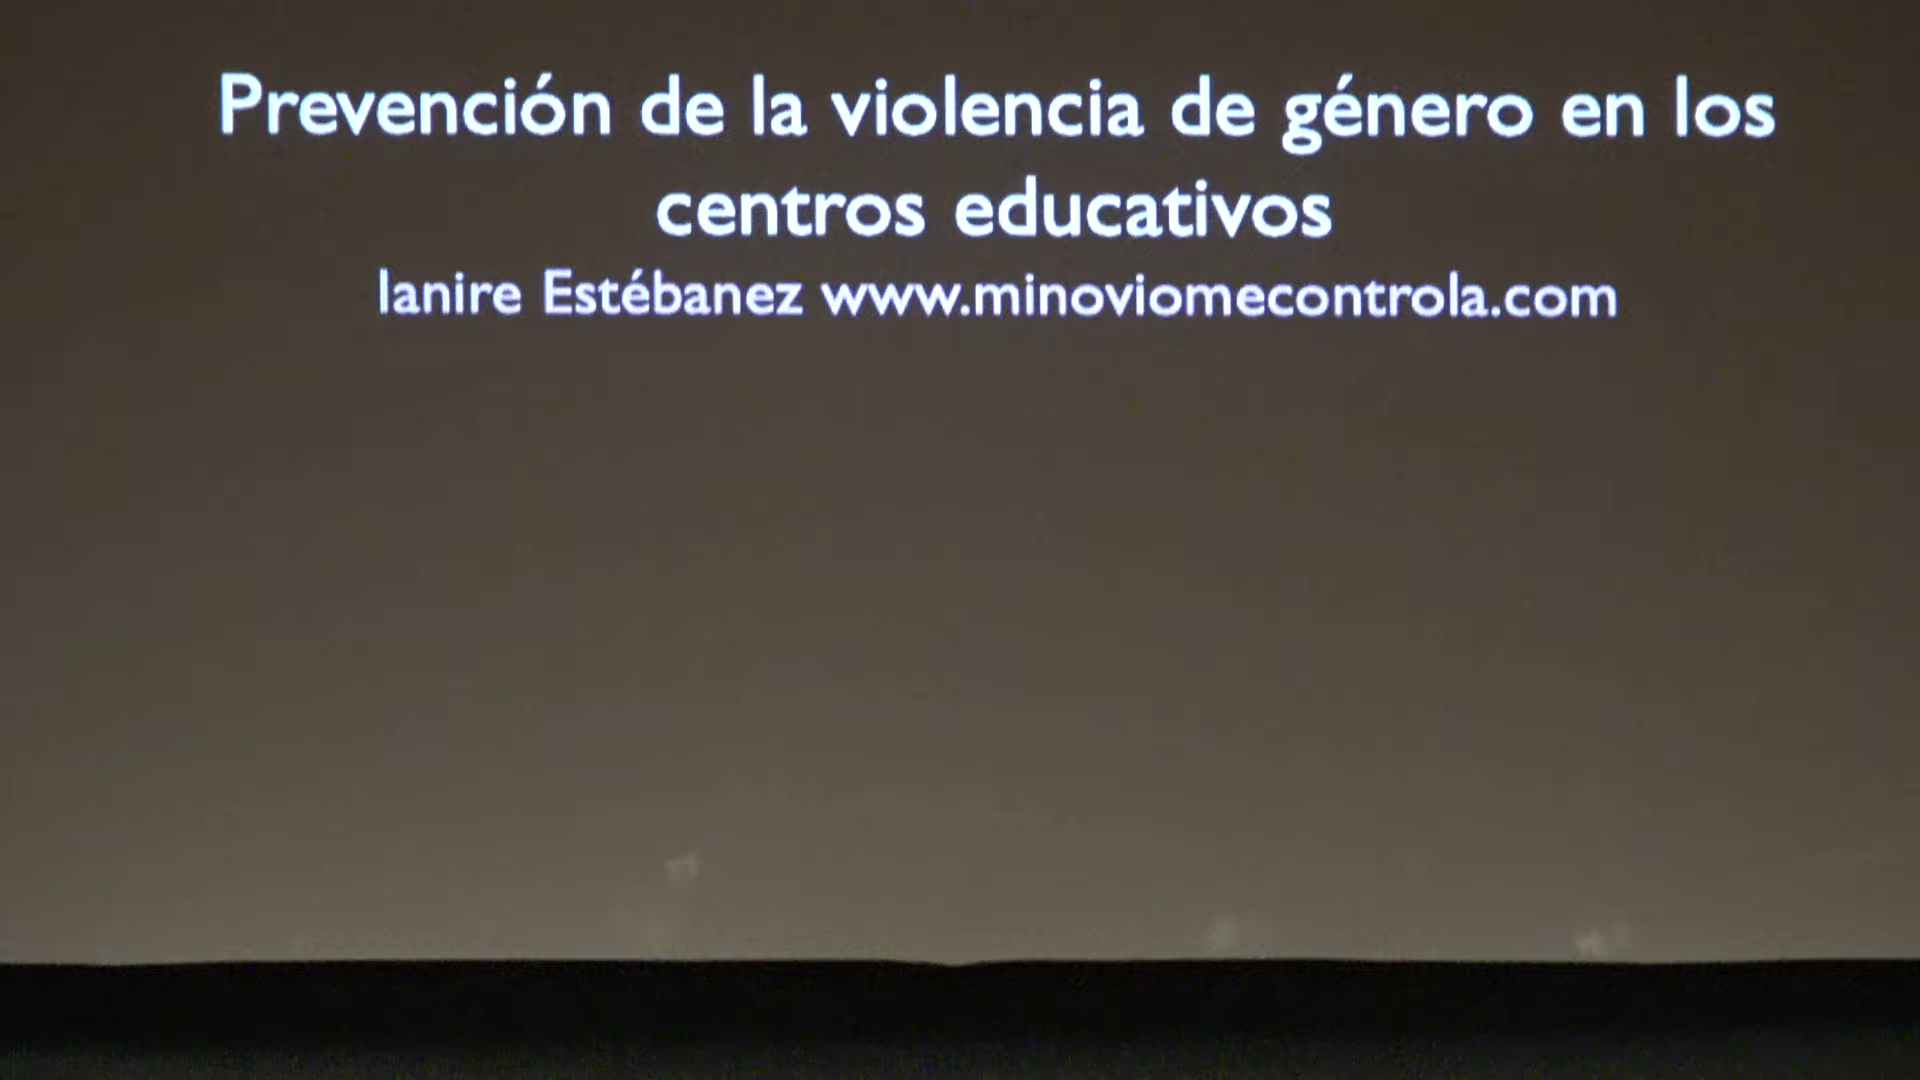 Prevención de la violencia de género en los
centros educativos
Ianire Estébanez www.minoviomecontrola.com